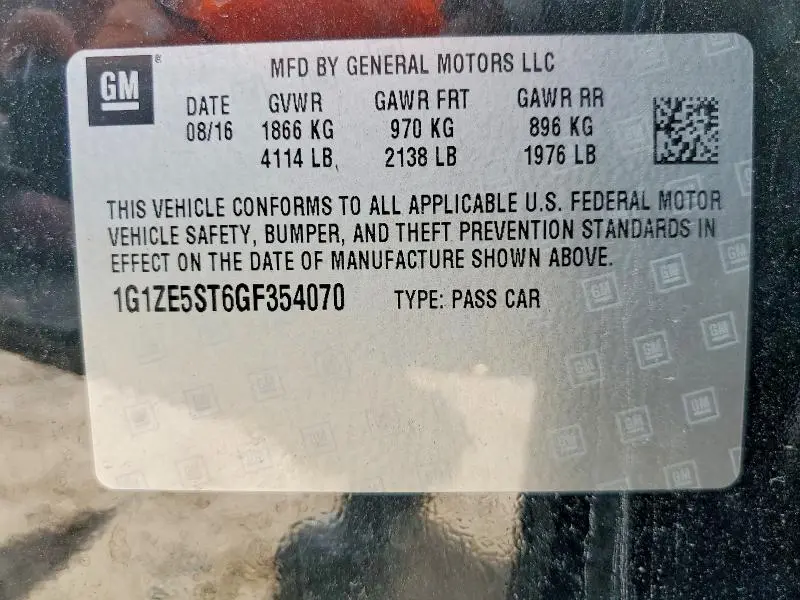 GM
MFD BY GENERAL MOTORS LLC
DATE GVWR GAWR FRT GAWR RR
08/16 1866 KG 970 KG 896 KG
4114 LB 2138 LB 1976 LB
THIS VEHICLE CONFORMS TO ALL APPLICABLE U.S. FEDERAL MOTOR
VEHICLE SAFETY, BUMPER, AND THEFT PREVENTION STANDARDS IN
EFFECT ON THE DATE OF MANUFACTURE SHOWN ABOVE.
1G1ZE5ST6GF354070 TYPE: PASS CAR